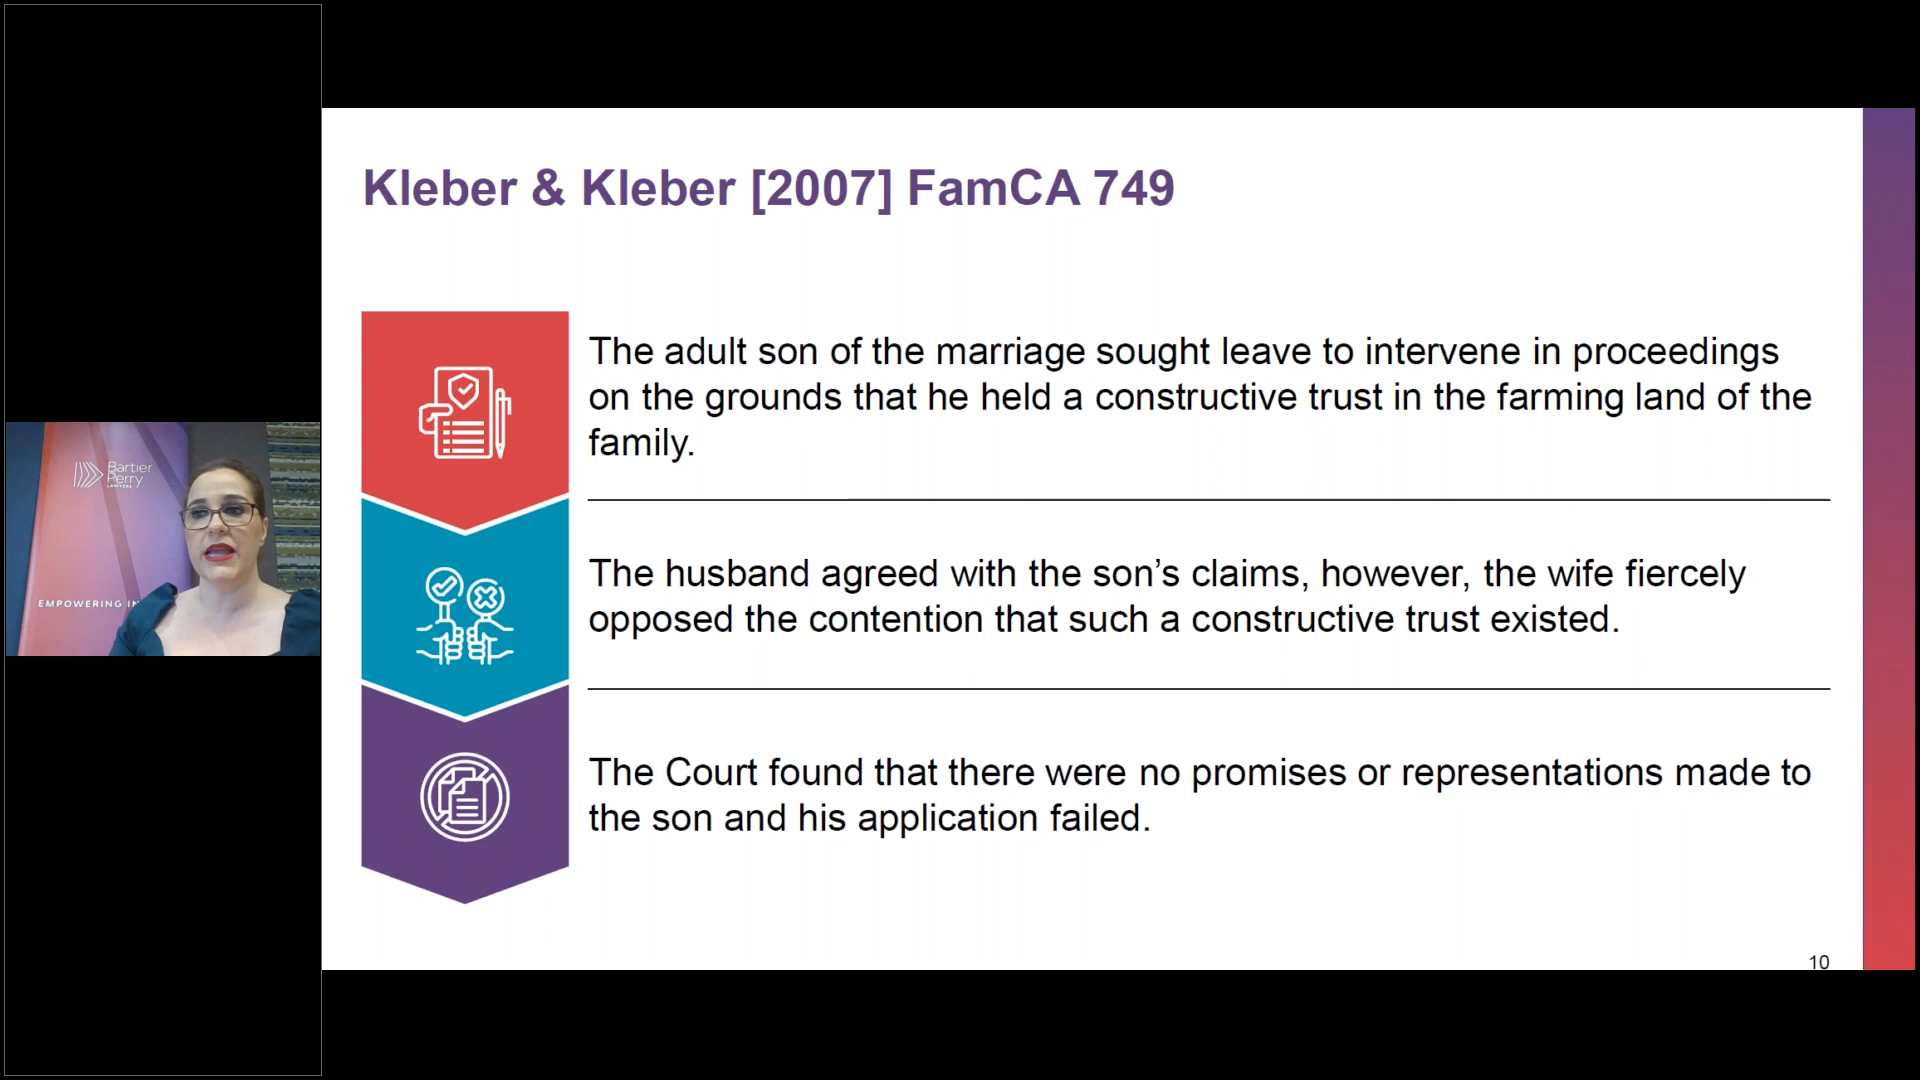 Bartier
Perry
LAWYERS
EMPOWERING IN
Kleber & Kleber [2007] FamCA 749
The adult son of the marriage sought leave to intervene in proceedings
on the grounds that he held a constructive trust in the farming land of the
family.
The husband agreed with the son’s claims, however, the wife fiercely
opposed the contention that such a constructive trust existed.
The Court found that there were no promises or representations made to
the son and his application failed.
10